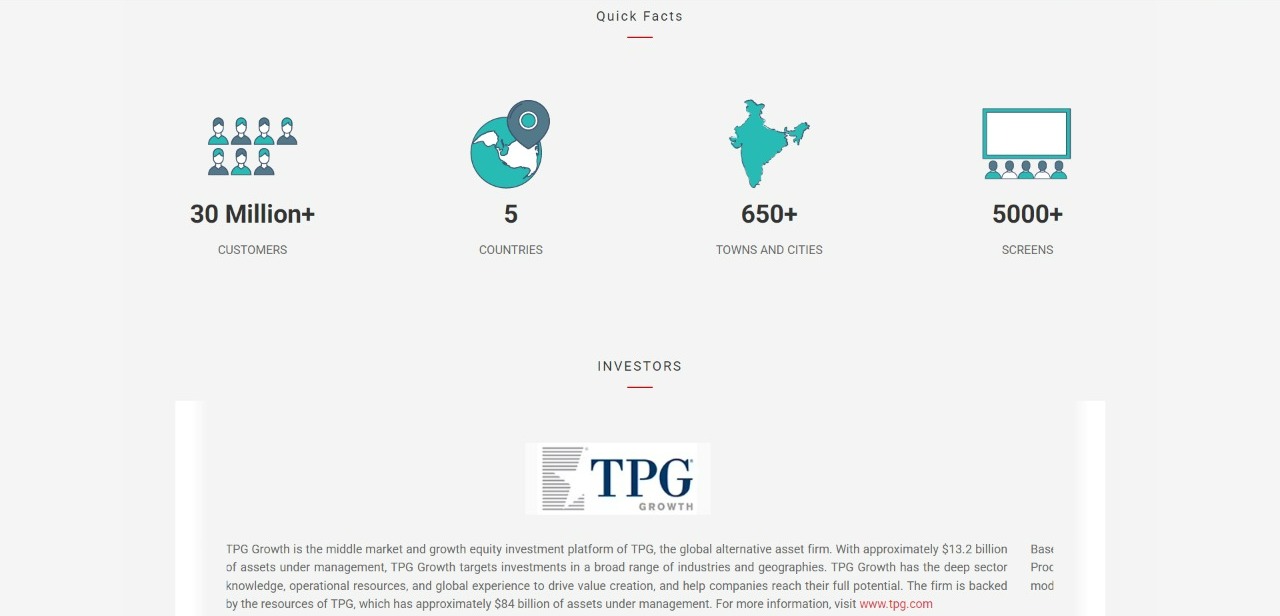 Quick Facts
30 Million+
CUSTOMERS
5
COUNTRIES
650+
TOWNS AND CITIES
5000+
SCREENS
INVESTORS
TPG
GROWTH
TPG Growth is the middle market and growth equity investment platform of TPG, the global alternative asset firm. With approximately $13.2 billion
of assets under management, TPG Growth targets investments in a broad range of industries and geographies. TPG Growth has the deep sector
knowledge, operational resources, and global experience to drive value creation, and help companies reach their full potential. The firm is backed
by the resources of TPG, which has approximately $84 billion of assets under management. For more information, visit www.tpg.com